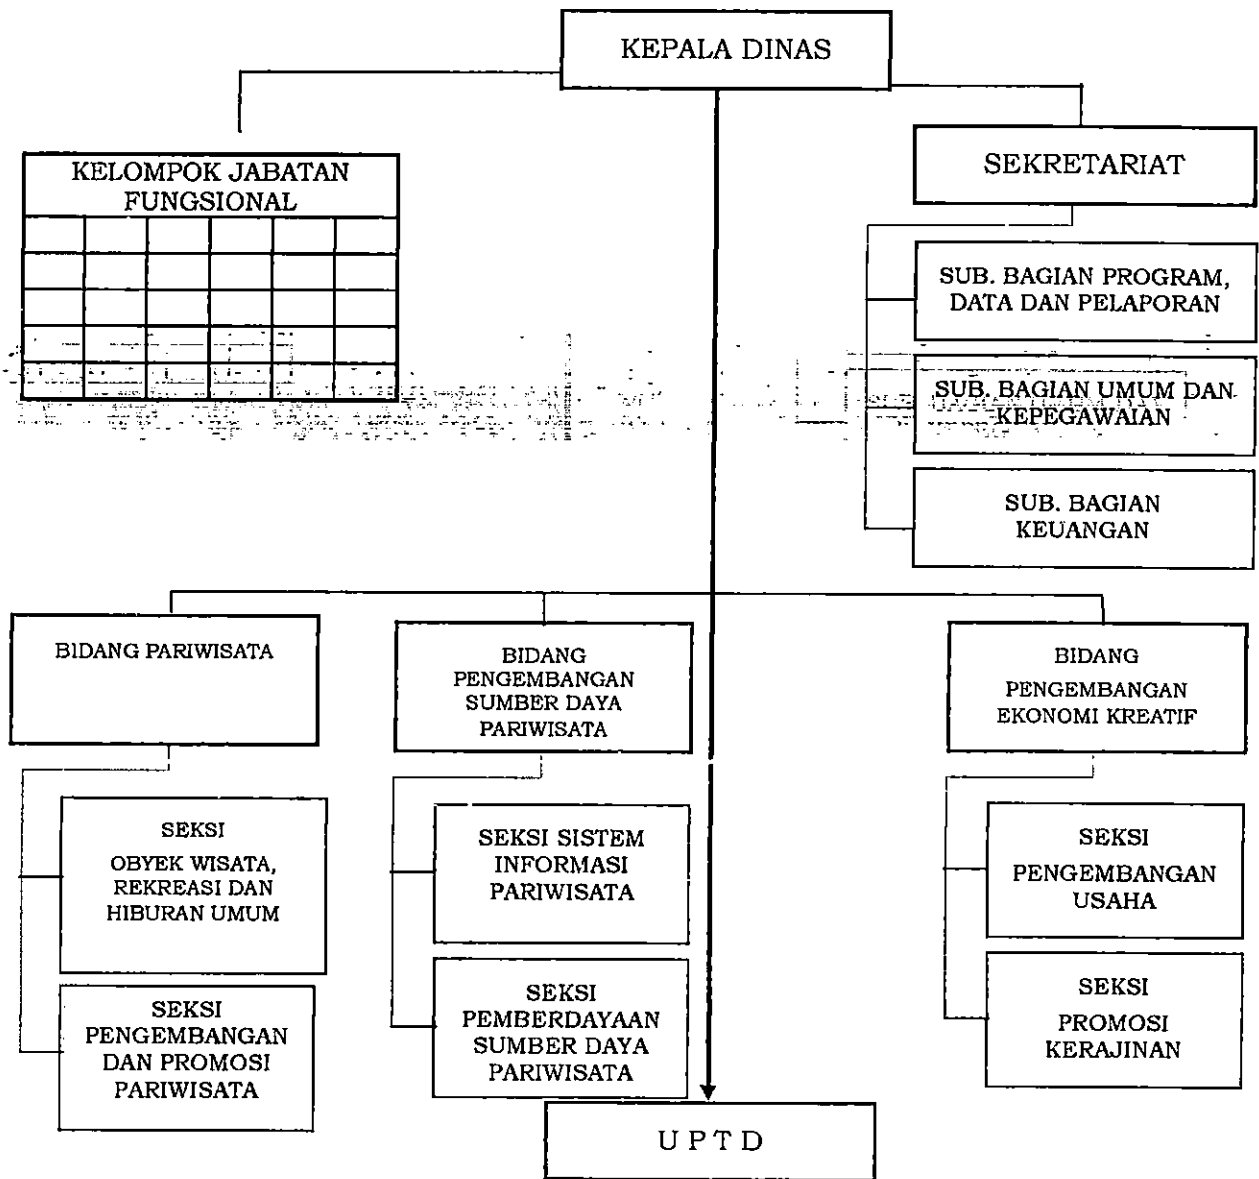 KEPALA DINAS
KELOMPOK JABATAN
FUNGSIONAL
SEKRETARIAT
SUB. BAGIAN PROGRAM,
DATA DAN PELAPORAN
SUB. BAGIAN UMUM DAN
KEPEGAWAIAN
SUB. BAGIAN
KEUANGAN
BIDANG PARIWISATA
BIDANG
PENGEMBANGAN
SUMBER DAYA
PARIWISATA
BIDANG
PENGEMBANGAN
EKONOMI KREATIF
SEKSI
OBYEK WISATA,
REKREASI DAN
HIBURAN UMUM
SEKSI
PENGEMBANGAN
DAN PROMOSI
PARIWISATA
SEKSI SISTEM
INFORMASI
PARIWISATA
SEKSI
PEMBERDAYAAN
SUMBER DAYA
PARIWISATA
SEKSI
PENGEMBANGAN
USAHA
SEKSI
PROMOSI
KERAJINAN
U P T D